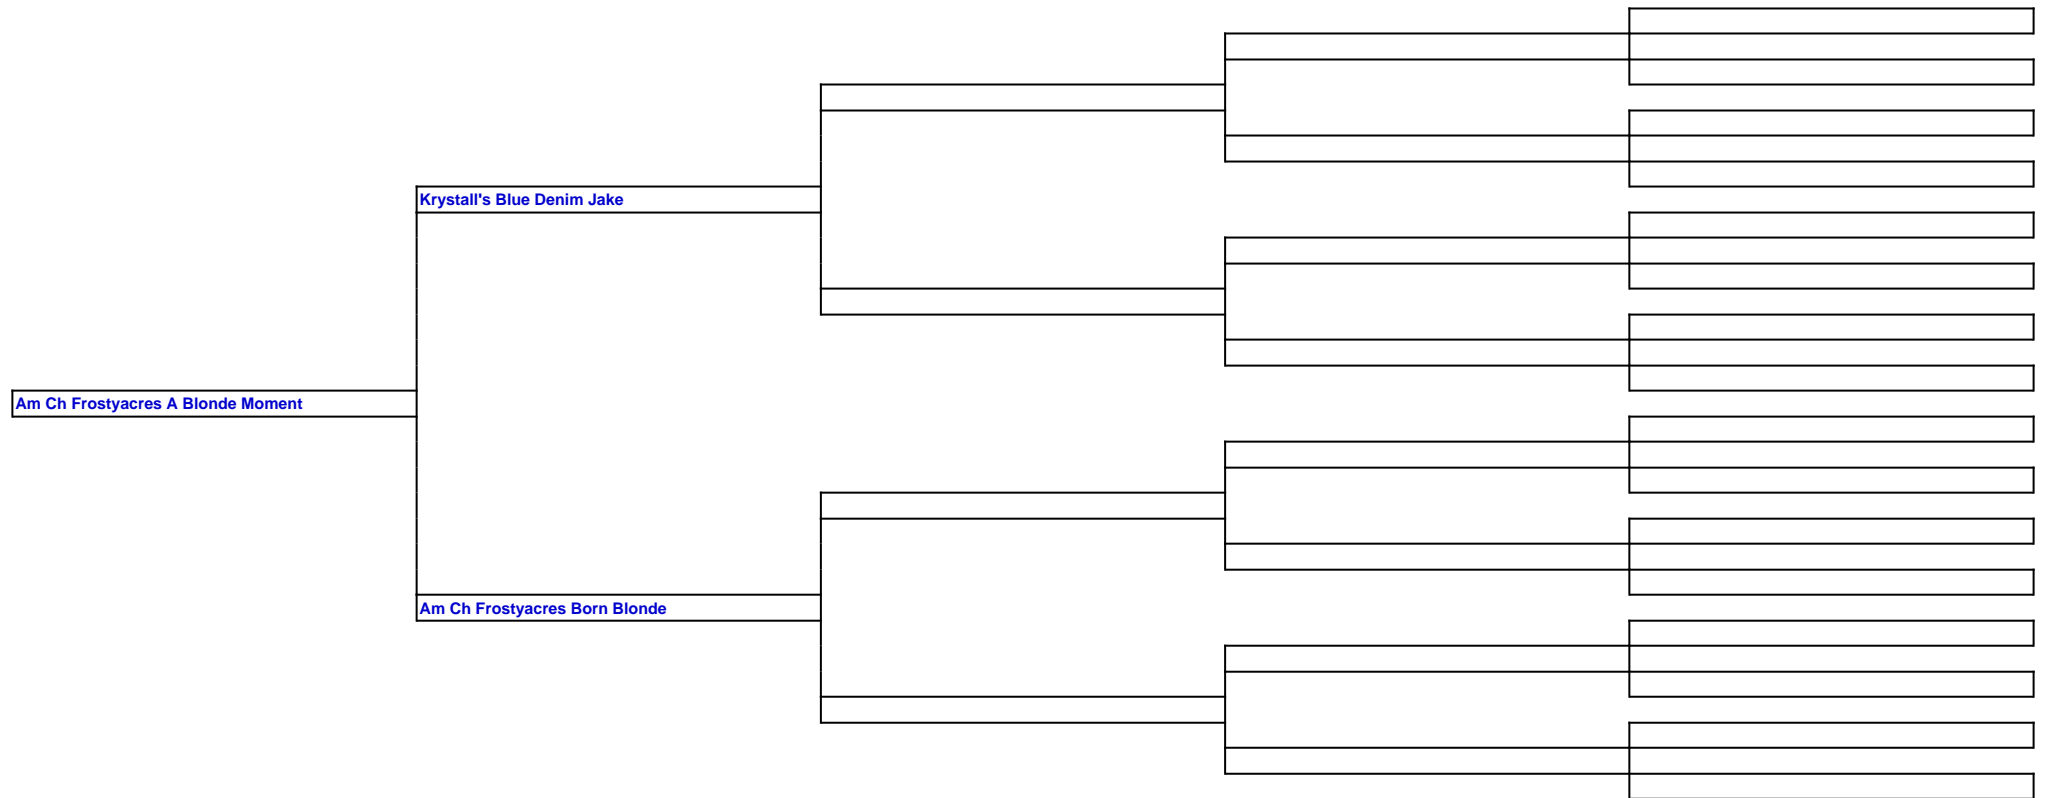 Krystall's Blue Denim Jake
Am Ch Frostyacres A Blonde Moment
Am Ch Frostyacres Born Blonde